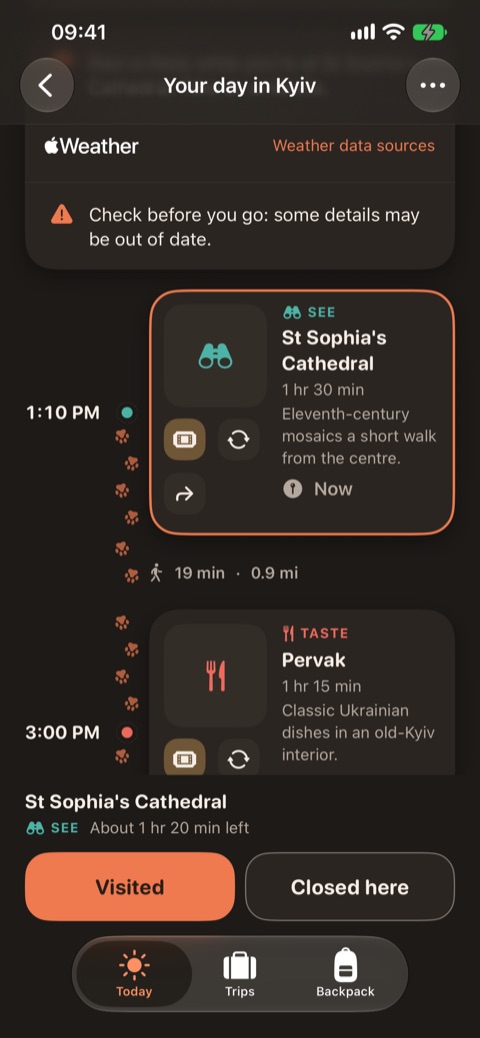 09:41
Your day in Kyiv
Weather
Weather data sources
Check before you go: some details may
be out of date.
SEE
St Sophia's
Cathedral
1 hr 30 min
Eleventh-century
mosaics a short walk
from the centre.
Now
1:10 PM
19 min · 0.9 mi
TASTE
Pervak
1 hr 15 min
Classic Ukrainian
dishes in an old-Kyiv
interior.
3:00 PM
St Sophia's Cathedral
SEE About 1 hr 20 min left
Visited
Closed here
Today
Trips
Backpack